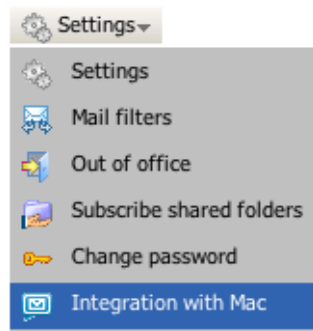 Settings
Settings
Mail filters
Out of office
Subscribe shared folders
Change password
Integration with Mac